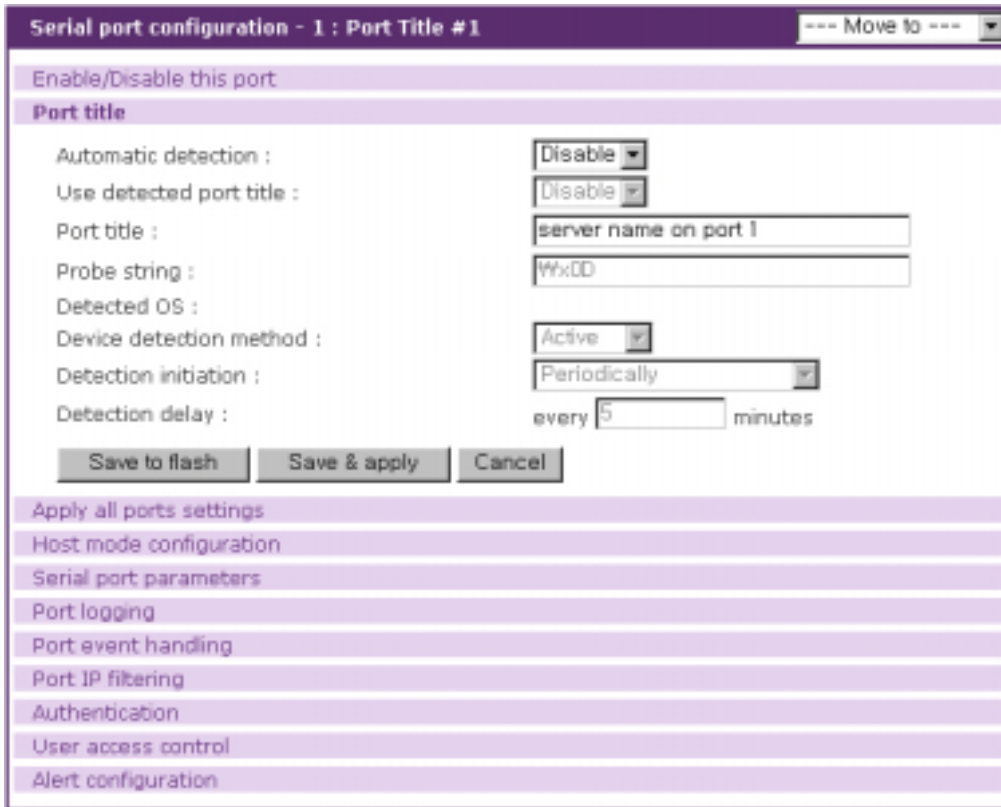 Serial port configuration - 1 : Port Title #1 --- Move to ---
Enable/Disable this port
Port title
Automatic detection : Disable
Use detected port title : Disable
Port title : server name on port 1
Probe string : ₩x0D
Detected OS :
Device detection method : Active
Detection initiation : Periodically
Detection delay : every 5 minutes
Save to flash Save & apply Cancel
Apply all ports settings
Host mode configuration
Serial port parameters
Port logging
Port event handling
Port IP filtering
Authentication
User access control
Alert configuration